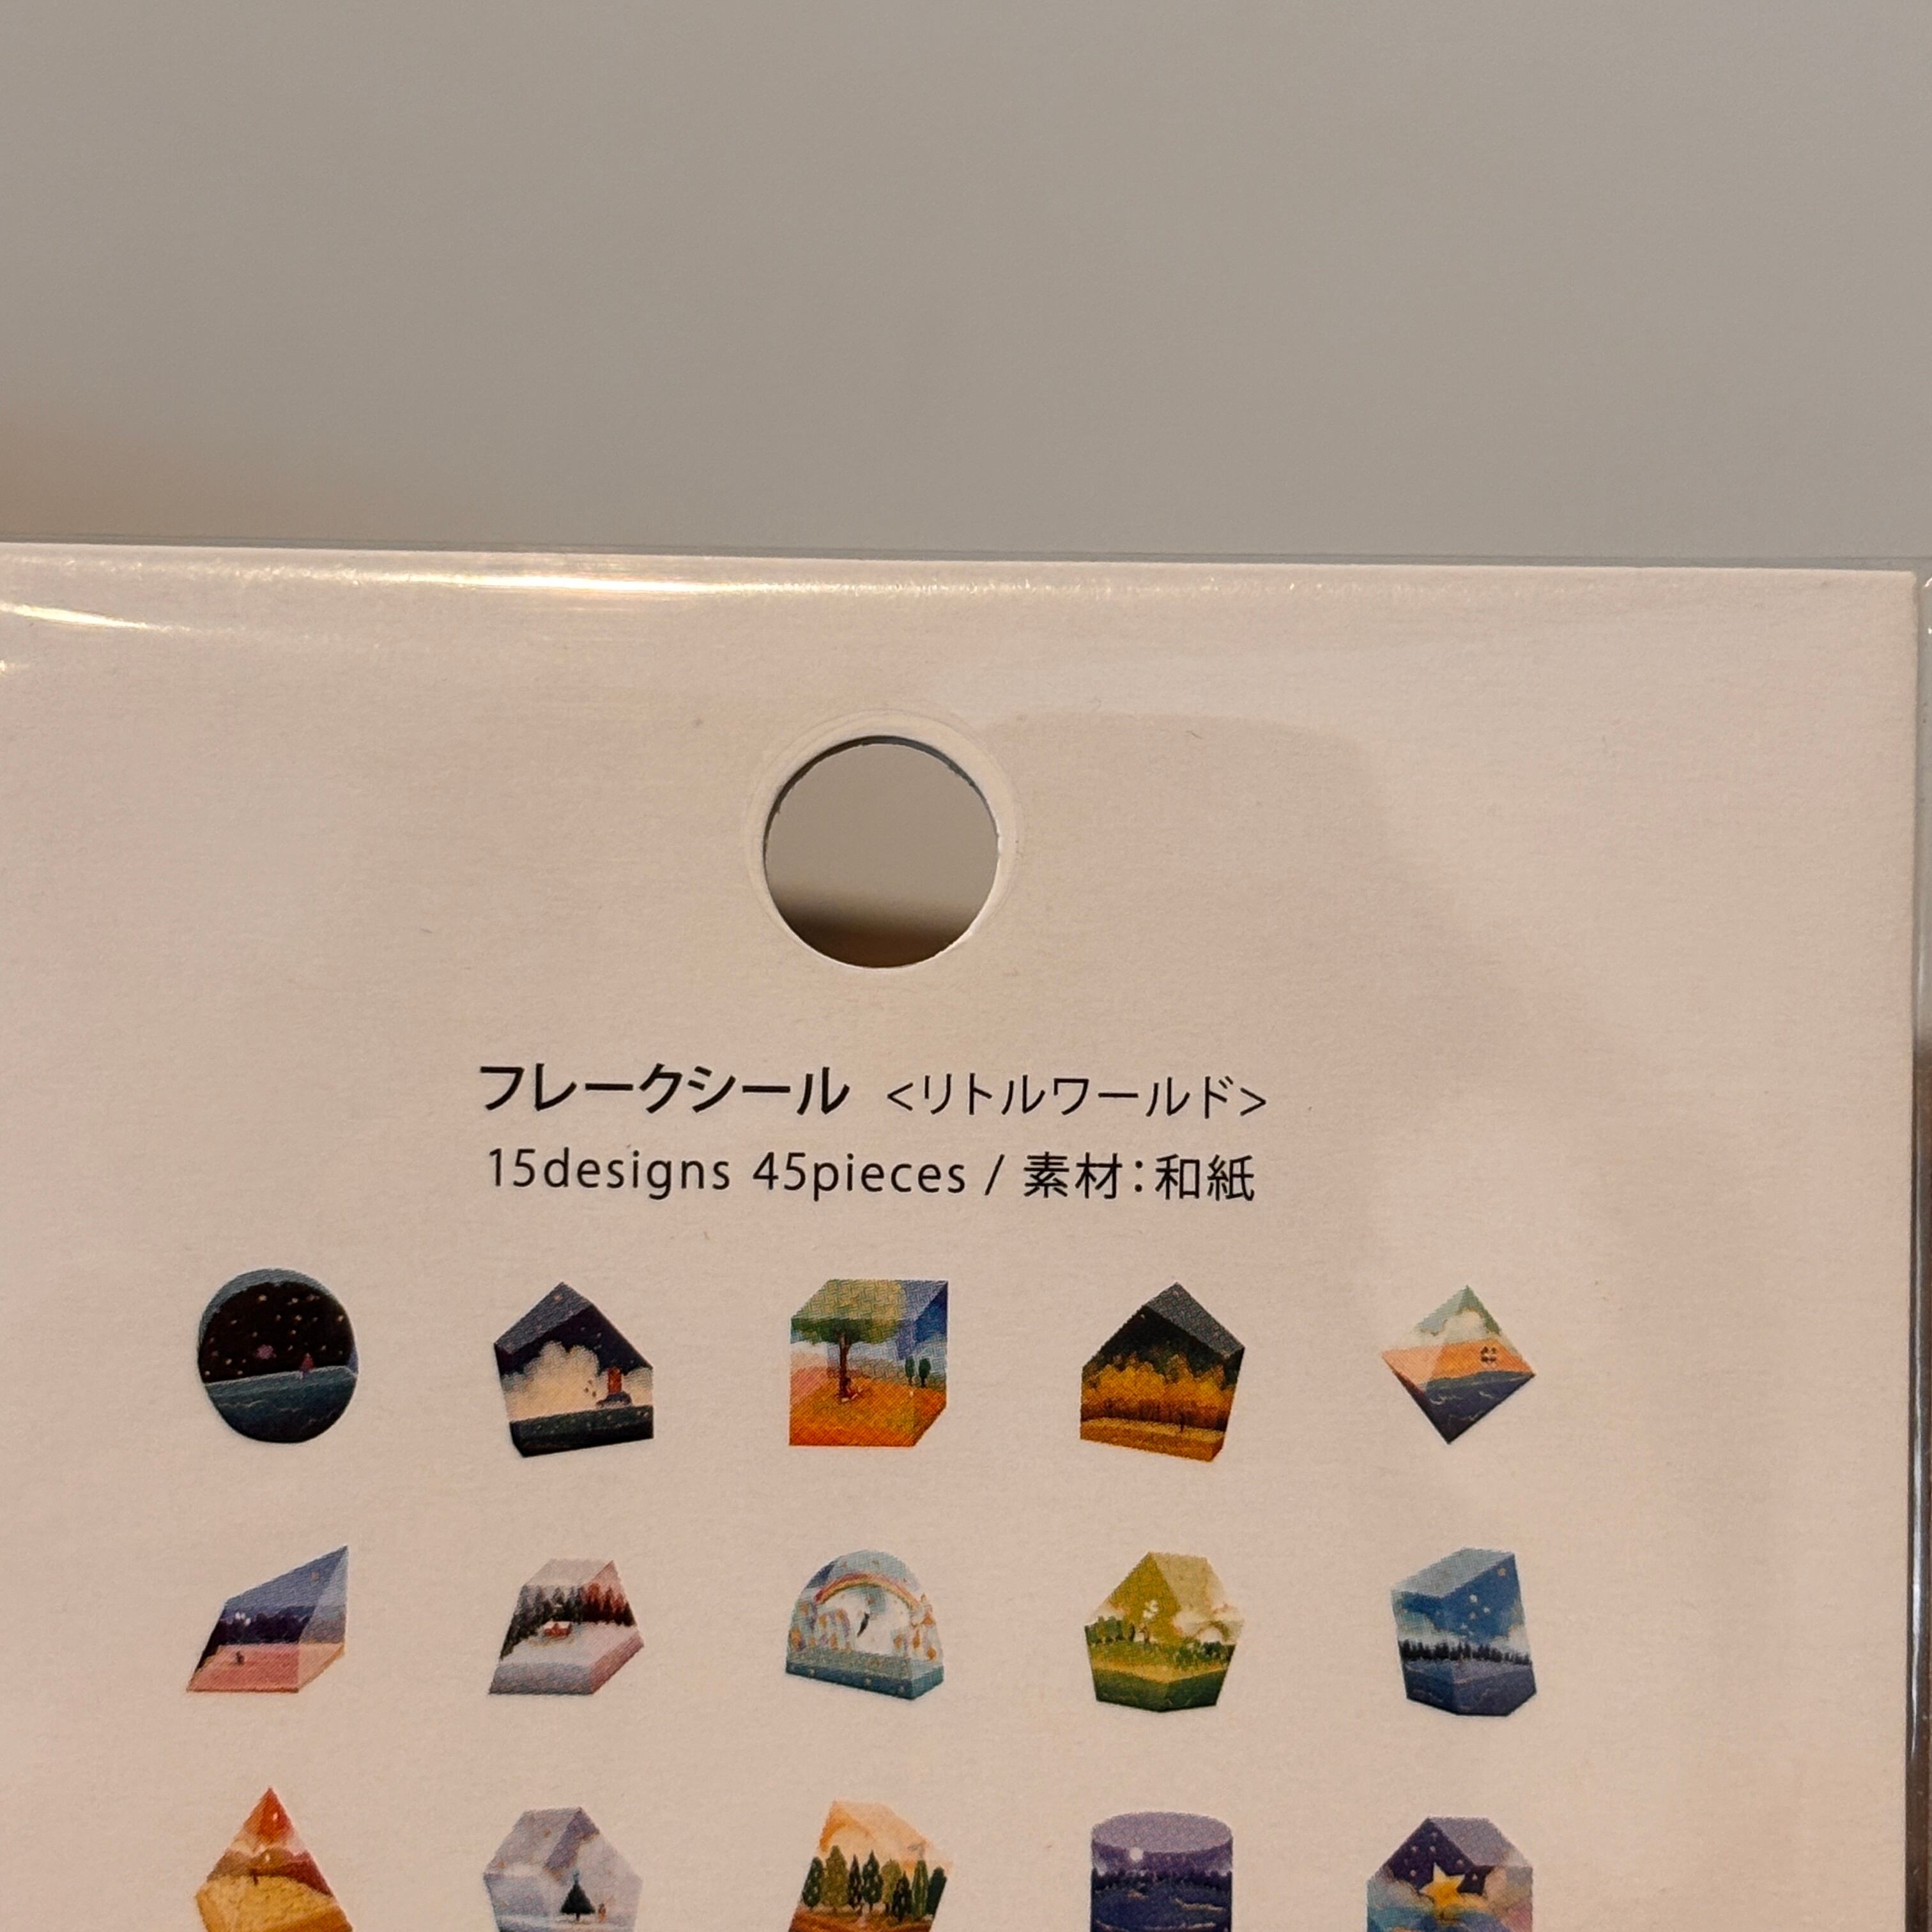 フレークシール <リトルワールド>
15designs 45pieces / 素材：和紙